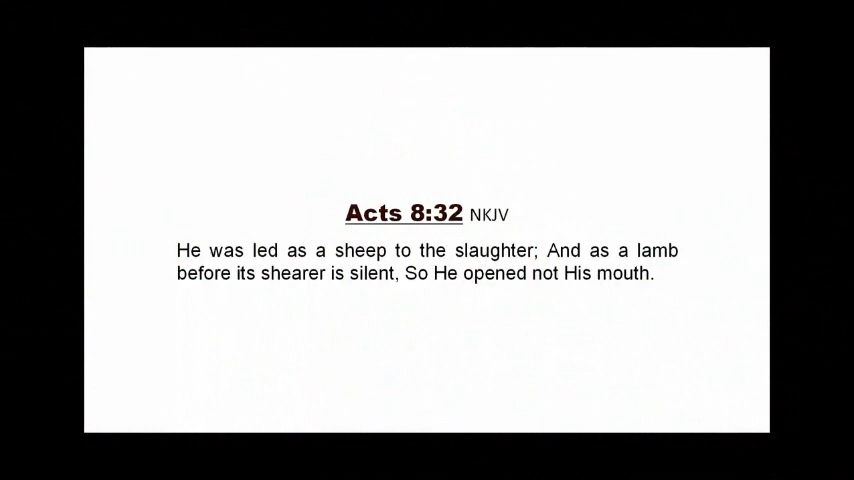 Acts 8:32 NKJV
He was led as a sheep to the slaughter; And as a lamb
before its shearer is silent, So He opened not His mouth.